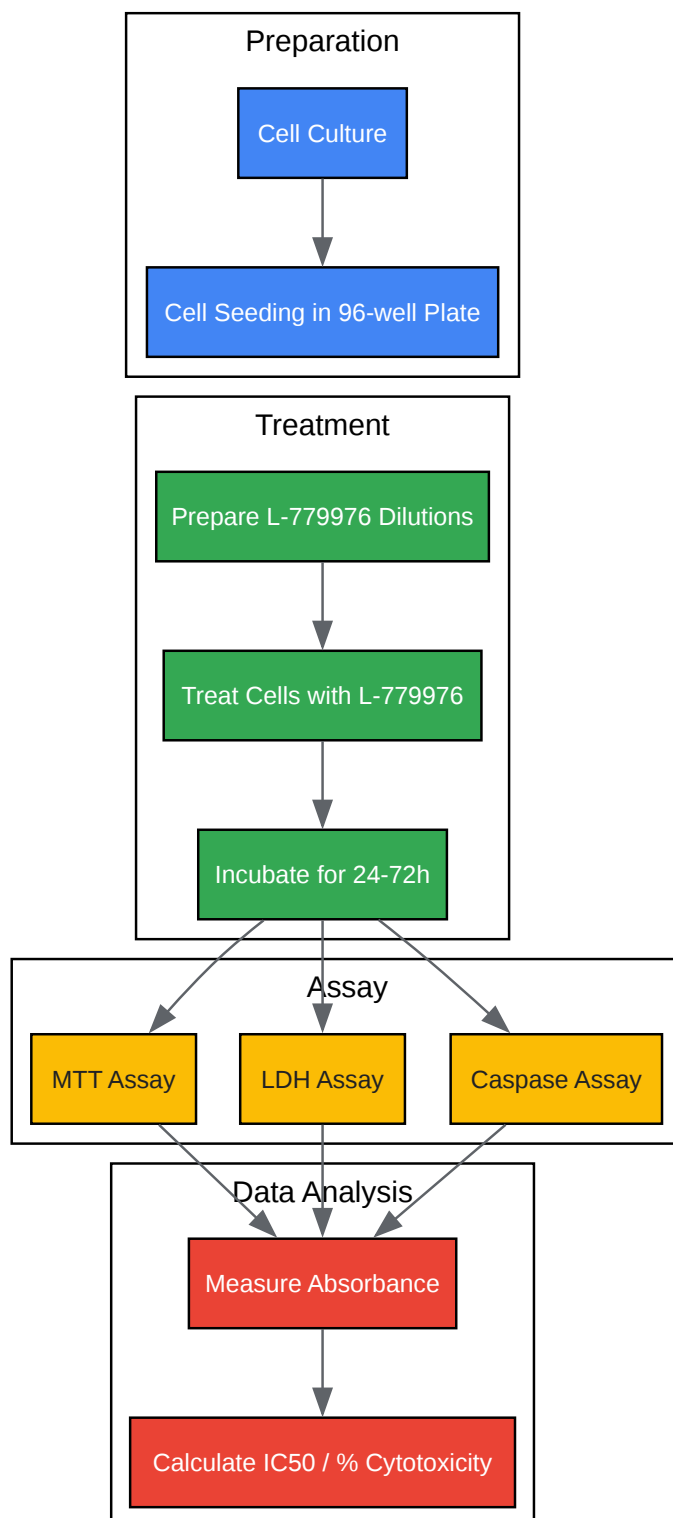 Preparation
Cell Culture
Cell Seeding in 96-well Plate
Treatment
Prepare L-779976 Dilutions
Treat Cells with L-779976
Incubate for 24-72h
Assay
MTT Assay
LDH Assay
Caspase Assay
Data Analysis
Measure Absorbance
Calculate IC50 / % Cytotoxicity